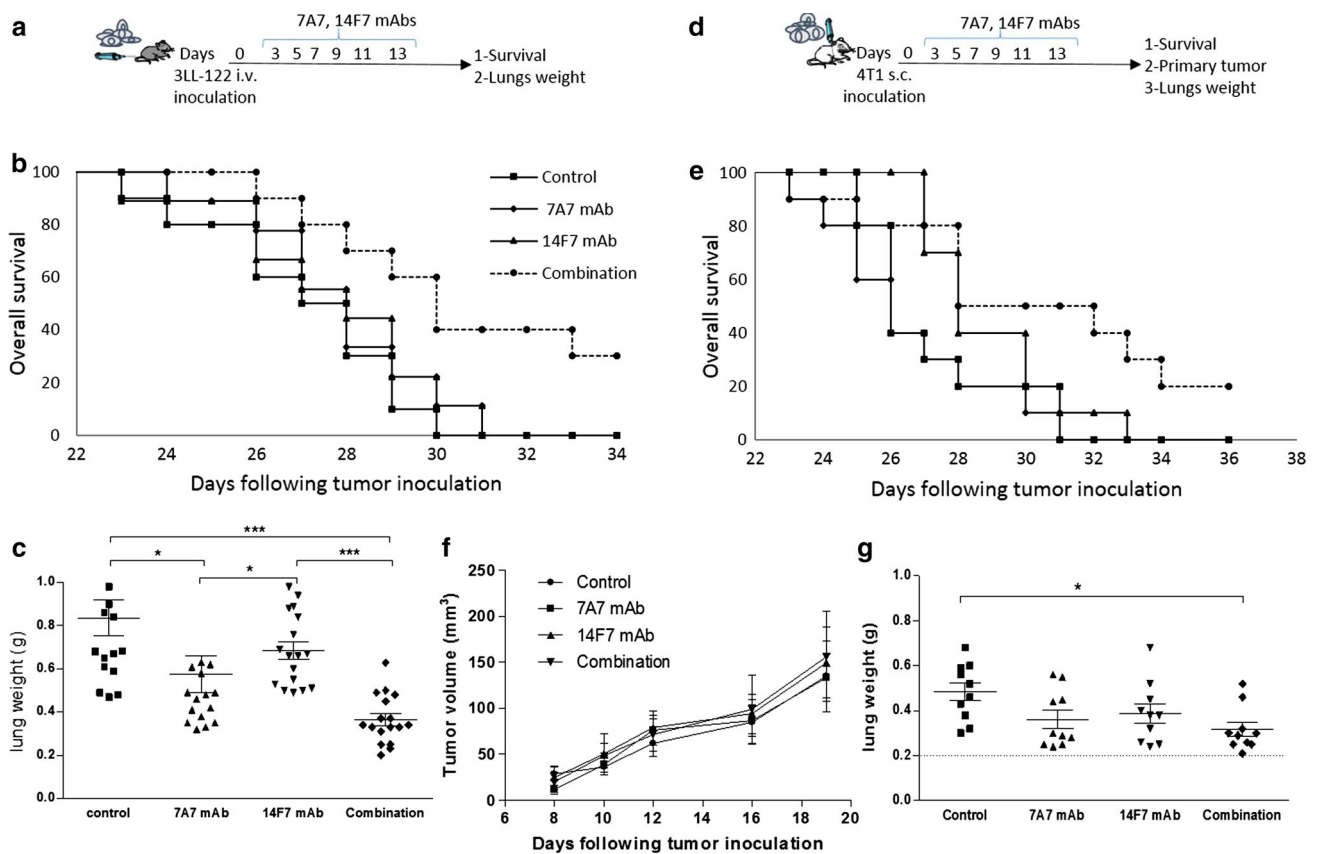 a
7A7, 14F7 mAbs
Days 0 3 5 7 9 11 13
3LL-122 i.v.
inoculation
1-Survival
2-Lungs weight
d
7A7, 14F7 mAbs
Days 0 3 5 7 9 11 13
4T1 s.c.
inoculation
1-Survival
2-Primary tumor
3-Lungs weight
b
Overall survival
100
80
60
40
20
0
22 24 26 28 30 32 34
Days following tumor inoculation
Control
7A7 mAb
14F7 mAb
Combination
e
Overall survival
100
80
60
40
20
0
22 24 26 28 30 32 34 36 38
Days following tumor inoculation
c
lung weight (g)
1.0
0.8
0.6
0.4
0.2
0.0
***
*
***
*
control 7A7 mAb 14F7 mAb Combination
f
Tumor volume (mm³)
250
200
150
100
50
0
6 8 10 12 14 16 18 20
Days following tumor inoculation
Control
7A7 mAb
14F7 mAb
Combination
g
lung weight (g)
1.0
0.8
0.6
0.4
0.2
0.0
*
Control 7A7 mAb 14F7 mAb Combination